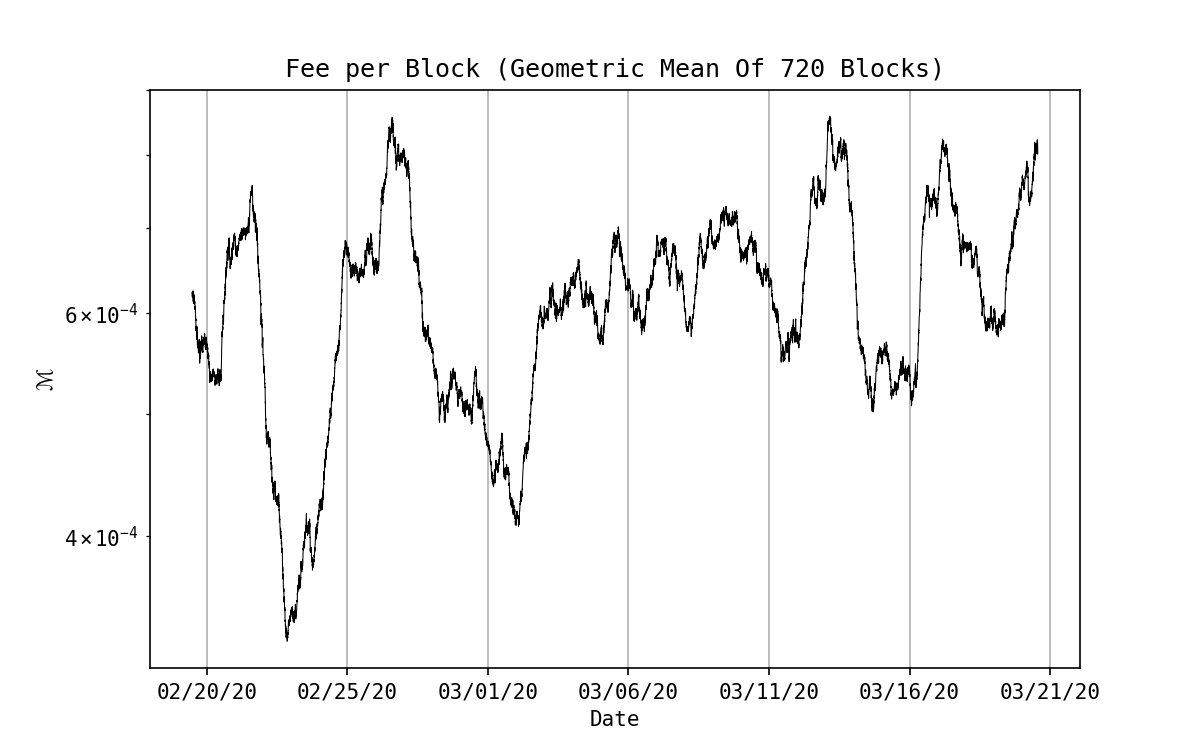 Fee per Block (Geometric Mean Of 720 Blocks)
6×10⁻⁴
ℳ
4×10⁻⁴
02/20/20 02/25/20 03/01/20 03/06/20 03/11/20 03/16/20 03/21/20
Date